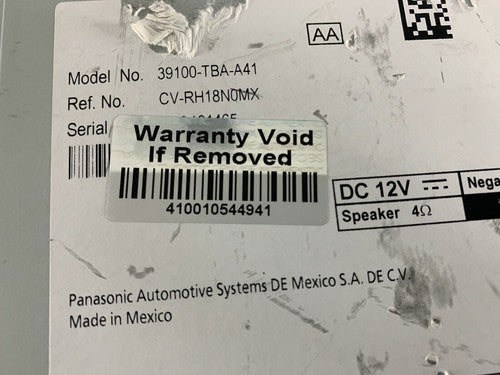 AA
Model No. 39100-TBA-A41
Ref. No. CV-RH18N0MX
Serial
Warranty Void
If Removed
410010544941
DC 12V
Speaker 4Ω
Panasonic Automotive Systems DE Mexico S.A. DE C.V.
Made in Mexico